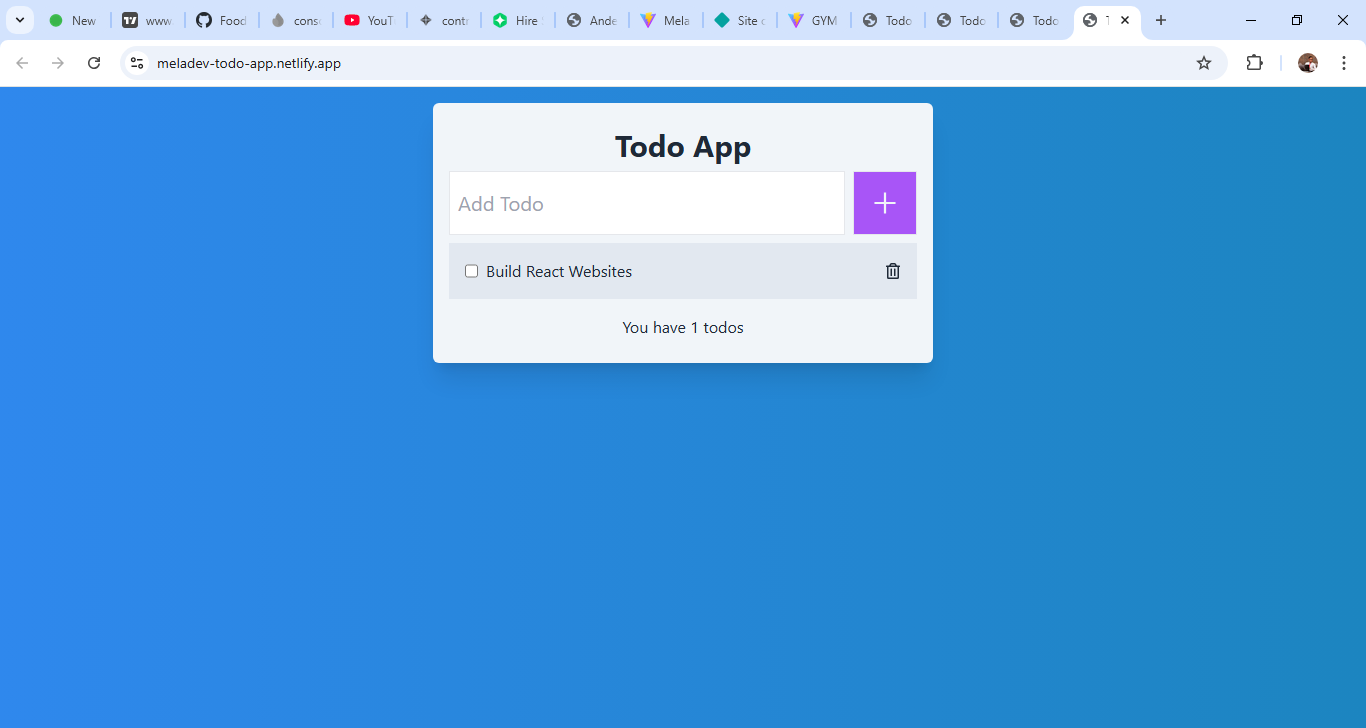 New
www.
Food
cons
YouT
contr
Hire
Ande
Mela
Site
GYM
Todo
Todo
Todo
meladev-todo-app.netlify.app
Todo App
Add Todo
Build React Websites
You have 1 todos